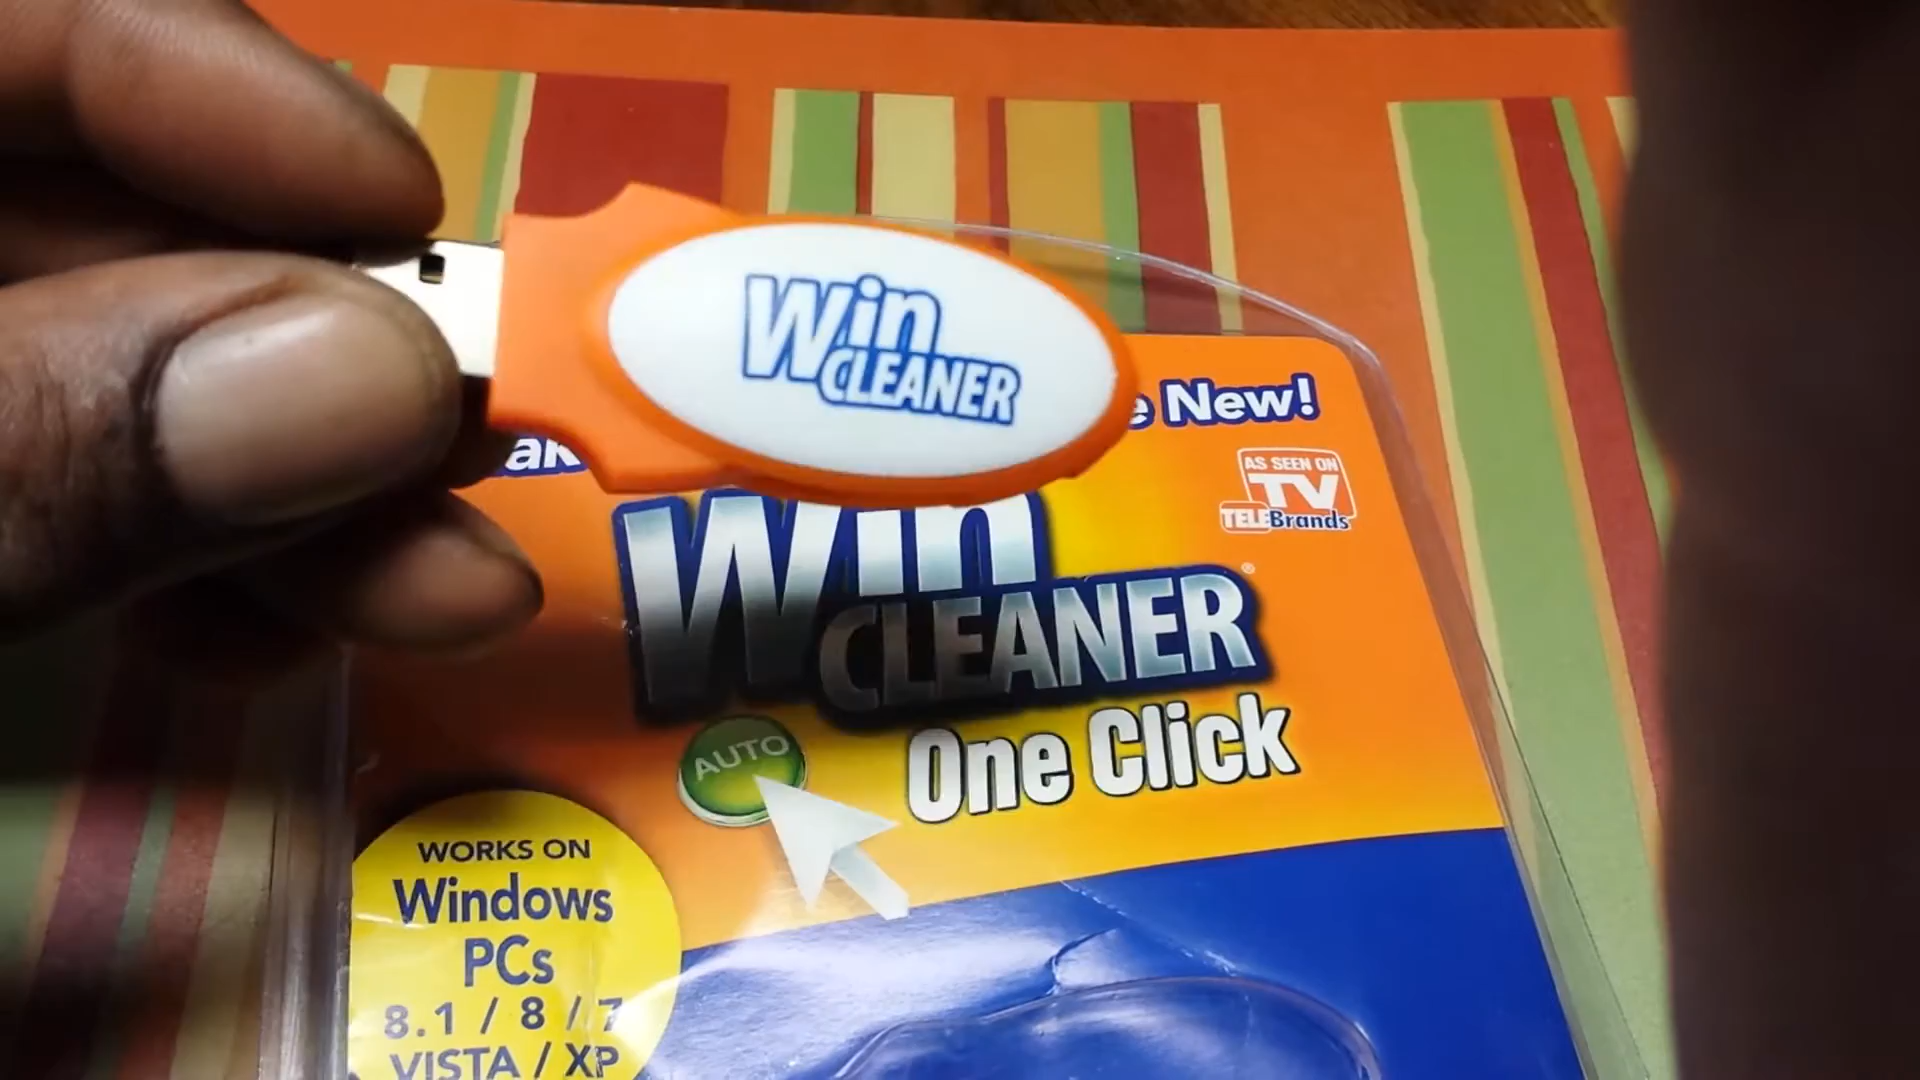 Win
CLEANER
New!
AS SEEN ON
TV
TELEBrands
Win
CLEANER®
AUTO
One Click
WORKS ON
Windows
PCs
8.1 / 8 / 7
VISTA / XP